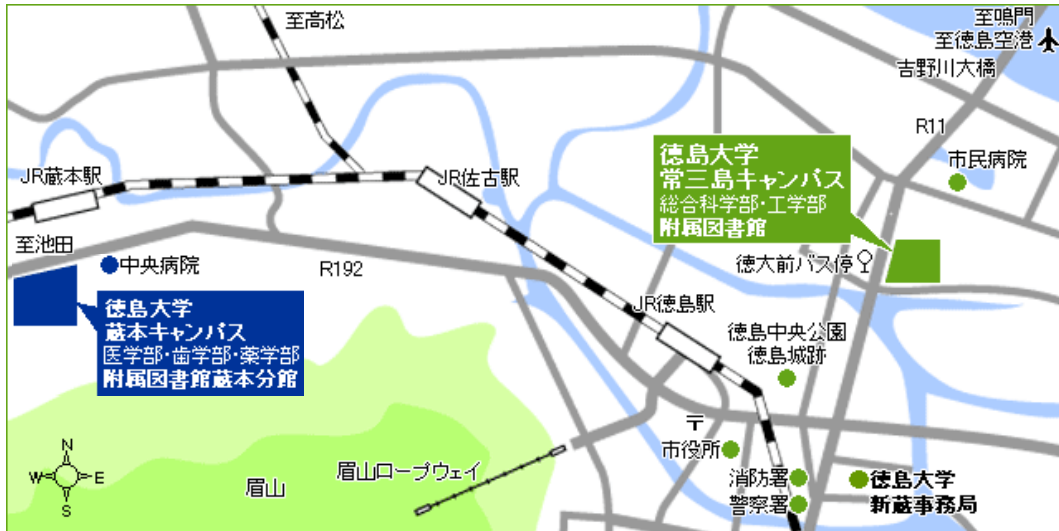 至高松
至鳴門
至徳島空港
吉野川大橋
R11
市民病院
徳島大学
常三島キャンパス
総合科学部・工学部
附属図書館
JR蔵本駅
JR佐古駅
至池田
中央病院
R192
徳大前バス停
徳島大学
蔵本キャンパス
医学部・歯学部・薬学部
附属図書館蔵本分館
JR徳島駅
徳島中央公園
徳島城跡
〒
市役所
消防署
警察署
徳島大学
新蔵事務局
眉山ロープウェイ
眉山
N
W
E
S